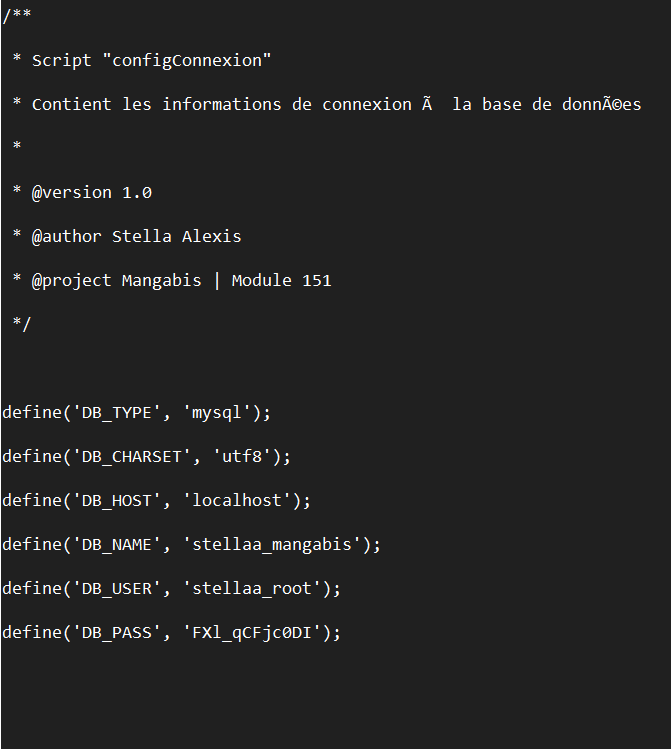 /**
* Script "configConnexion"
* Contient les informations de connexion Ã  la base de donnÃ©es
*
* @version 1.0
* @author Stella Alexis
* @project Mangabis | Module 151
*/
define('DB_TYPE', 'mysql');
define('DB_CHARSET', 'utf8');
define('DB_HOST', 'localhost');
define('DB_NAME', 'stellaa_mangabis');
define('DB_USER', 'stellaa_root');
define('DB_PASS', 'FXl_qCFjc0DI');